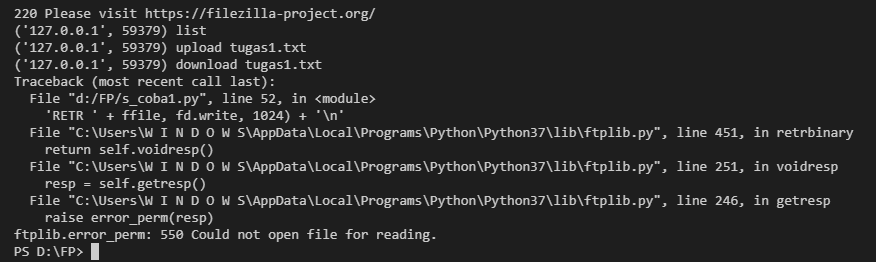 220 Please visit https://filezilla-project.org/
('127.0.0.1', 59379) list
('127.0.0.1', 59379) upload tugas1.txt
('127.0.0.1', 59379) download tugas1.txt
Traceback (most recent call last):
  File "d:/FP/s_coba1.py", line 52, in <module>
    'RETR ' + ffile, fd.write, 1024) + '\n'
  File "C:\Users\W I N D O W S\AppData\Local\Programs\Python\Python37\lib\ftplib.py", line 451, in retrbinary
    return self.voidresp()
  File "C:\Users\W I N D O W S\AppData\Local\Programs\Python\Python37\lib\ftplib.py", line 251, in voidresp
    resp = self.getresp()
  File "C:\Users\W I N D O W S\AppData\Local\Programs\Python\Python37\lib\ftplib.py", line 246, in getresp
    raise error_perm(resp)
ftplib.error_perm: 550 Could not open file for reading.
PS D:\FP>